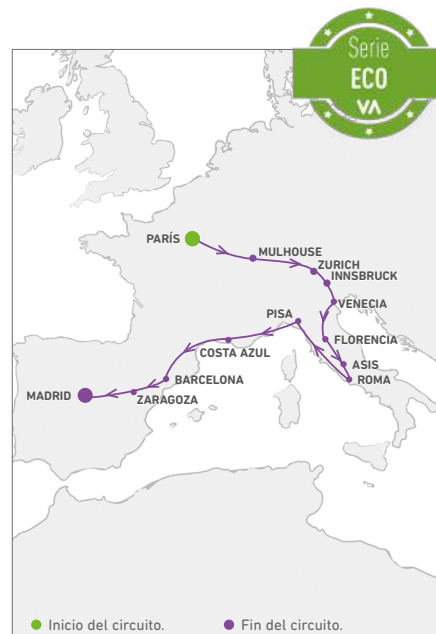 Serie
ECO
VA
PARÍS
MULHOUSE
ZURICH
INNSBRUCK
VENECIA
PISA
FLORENCIA
COSTA AZUL
ASIS
ROMA
BARCELONA
MADRID
ZARAGOZA
Inicio del circuito.
Fin del circuito.